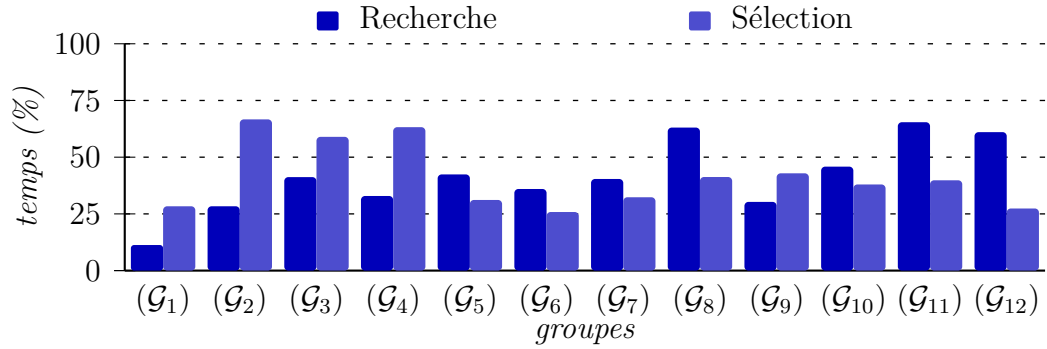 Recherche Sélection
100
75
50
25
0
temps (%)
(𝒢₁) (𝒢₂) (𝒢₃) (𝒢₄) (𝒢₅) (𝒢₆) (𝒢₇) (𝒢₈) (𝒢₉) (𝒢₁₀) (𝒢₁₁) (𝒢₁₂)
groupes